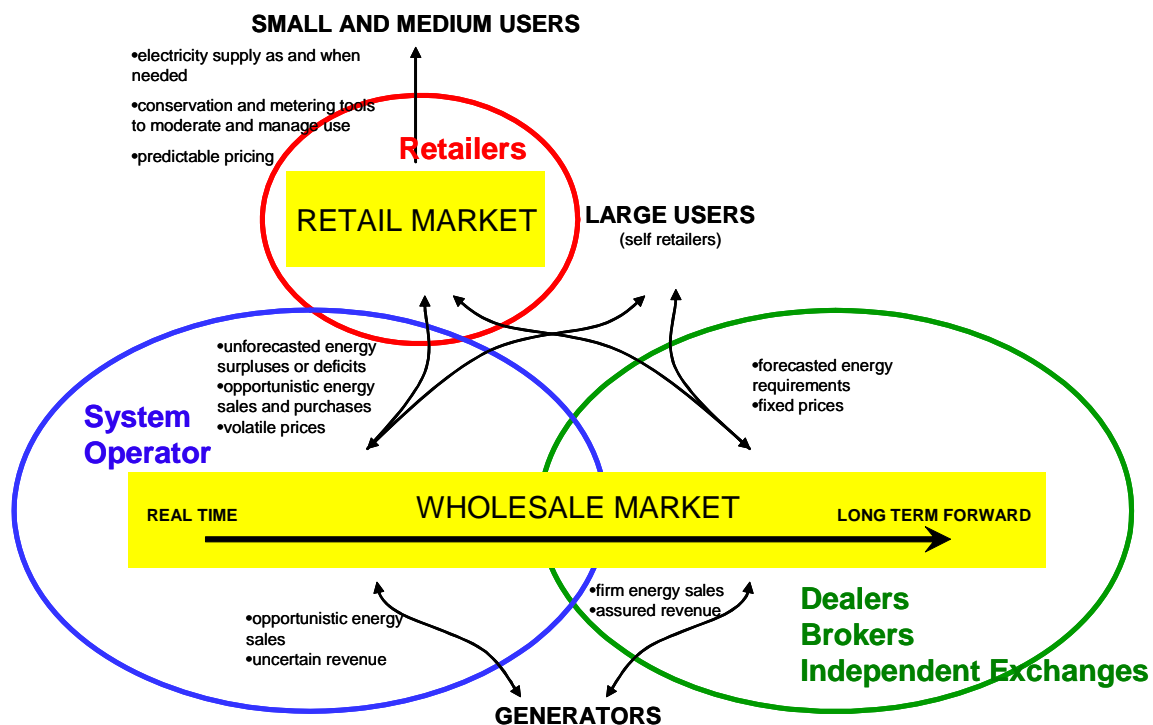 SMALL AND MEDIUM USERS
•electricity supply as and when
needed
•conservation and metering tools
to moderate and manage use
•predictable pricing
Retailers
RETAIL MARKET
LARGE USERS
(self retailers)
•unforecasted energy
surpluses or deficits
•opportunistic energy
sales and purchases
•volatile prices
•forecasted energy
requirements
•fixed prices
System
Operator
WHOLESALE MARKET
REAL TIME
LONG TERM FORWARD
•opportunistic energy
sales
•uncertain revenue
•firm energy sales
•assured revenue
Dealers
Brokers
Independent Exchanges
GENERATORS